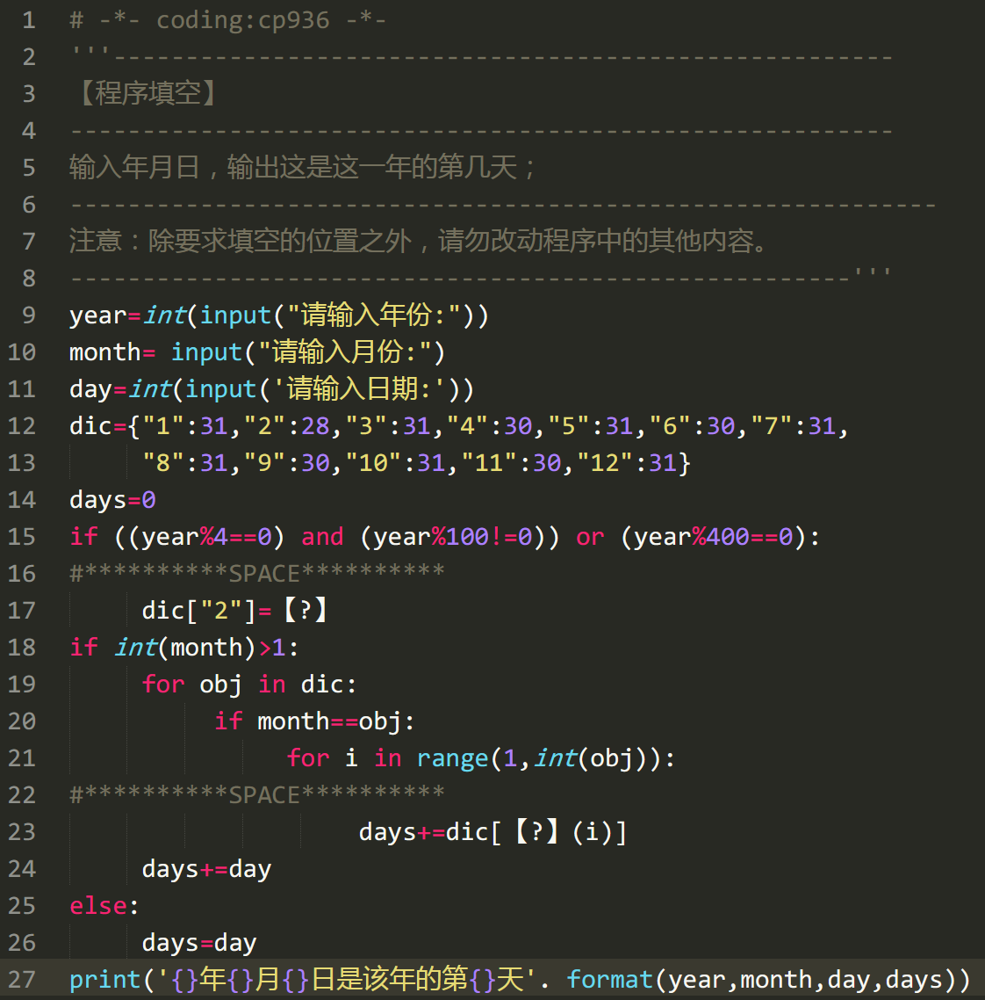 1 # -*- coding:cp936 -*-
2 '''------------------------------------------------------
3 【程序填空】
4 ---------------------------------------------------------
5 输入年月日，输出这是这一年的第几天；
6 ------------------------------------------------------------
7 注意：除要求填空的位置之外，请勿改动程序中的其他内容。
8 ------------------------------------------------------'''
9 year=int(input("请输入年份:"))
10 month= input("请输入月份:")
11 day=int(input('请输入日期:'))
12 dic={"1":31,"2":28,"3":31,"4":30,"5":31,"6":30,"7":31,
13      "8":31,"9":30,"10":31,"11":30,"12":31}
14 days=0
15 if ((year%4==0) and (year%100!=0)) or (year%400==0):
16 #**********SPACE**********
17      dic["2"]=【?】
18 if int(month)>1:
19      for obj in dic:
20           if month==obj:
21                for i in range(1,int(obj)):
22 #**********SPACE**********
23                     days+=dic[【?】(i)]
24      days+=day
25 else:
26      days=day
27 print('{}年{}月{}日是该年的第{}天'. format(year,month,day,days))